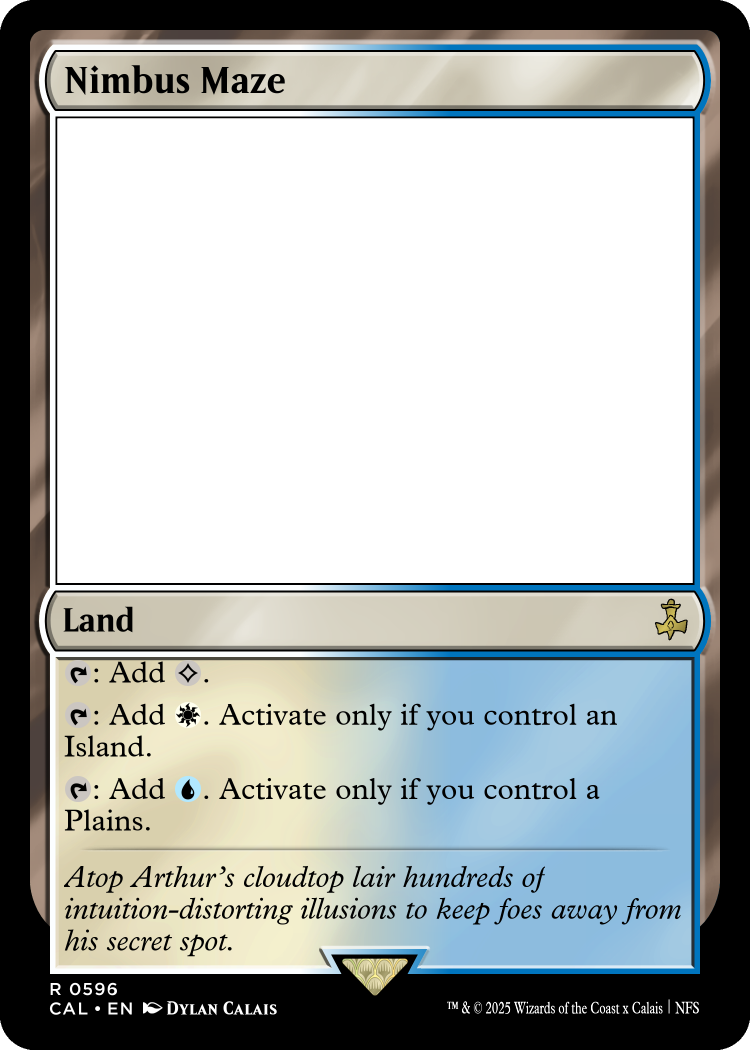 Nimbus Maze
Land
: Add .
: Add . Activate only if you control an
Island.
: Add . Activate only if you control a
Plains.
Atop Arthur's cloudtop lair hundreds of
intuition-distorting illusions to keep foes away from
his secret spot.
R 0596
CAL • EN DYLAN CALAIS
™ & © 2025 Wizards of the Coast x Calais | NFS